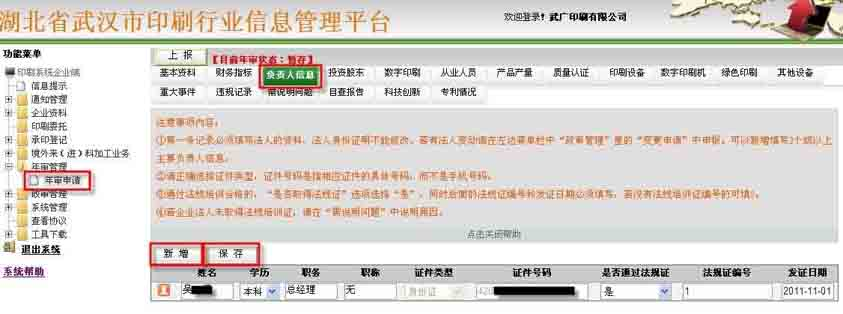 湖北省武汉市印刷行业信息管理平台
欢迎登录！武广印刷有限公司
功能菜单
印刷系统企业端
信息提示
通知管理
企业资料
印刷委托
承印登记
境外来（进）料加工业务
年审管理
年审申请
政审管理
系统管理
查看协议
工具下载
退出系统
系统帮助
上 报 【目前年审状态：暂存】
基本资料 财务指标 负责人信息 投资股东 数字印刷 从业人员 产品产量 质量认证 印刷设备 数字印刷机 绿色印刷 其他设备
重大事件 违规记录 需说明问题 自查报告 科技创新 专利情况
注意事项内容：
①第一条记录必须填写法人的资料，法人身份证明不能修改。若有法人变动请在左边菜单栏中“政审管理”里的“变更申请”中申报。可以新增填写2个或以上
主要负责人信息。
②请正确选择证件类型，证件号码是指相应证件的具体号码，而不是手机号码。
③通过法规培训合格的，“是否取得法规证”选项选择“是”，同时后面的法规证编号和发证日期必须填写，若没有法规培训证编号的可填0。
④若企业法人未取得法规培训证，请在“需说明问题”中说明原因。
点击关闭帮助
新 增 保 存
姓名 学历 职务 职称 证件类型 证件号码 是否通过法规证 法规证编号 发证日期
吴 本科 总经理 无 身份证 420 是 1 2011-11-01